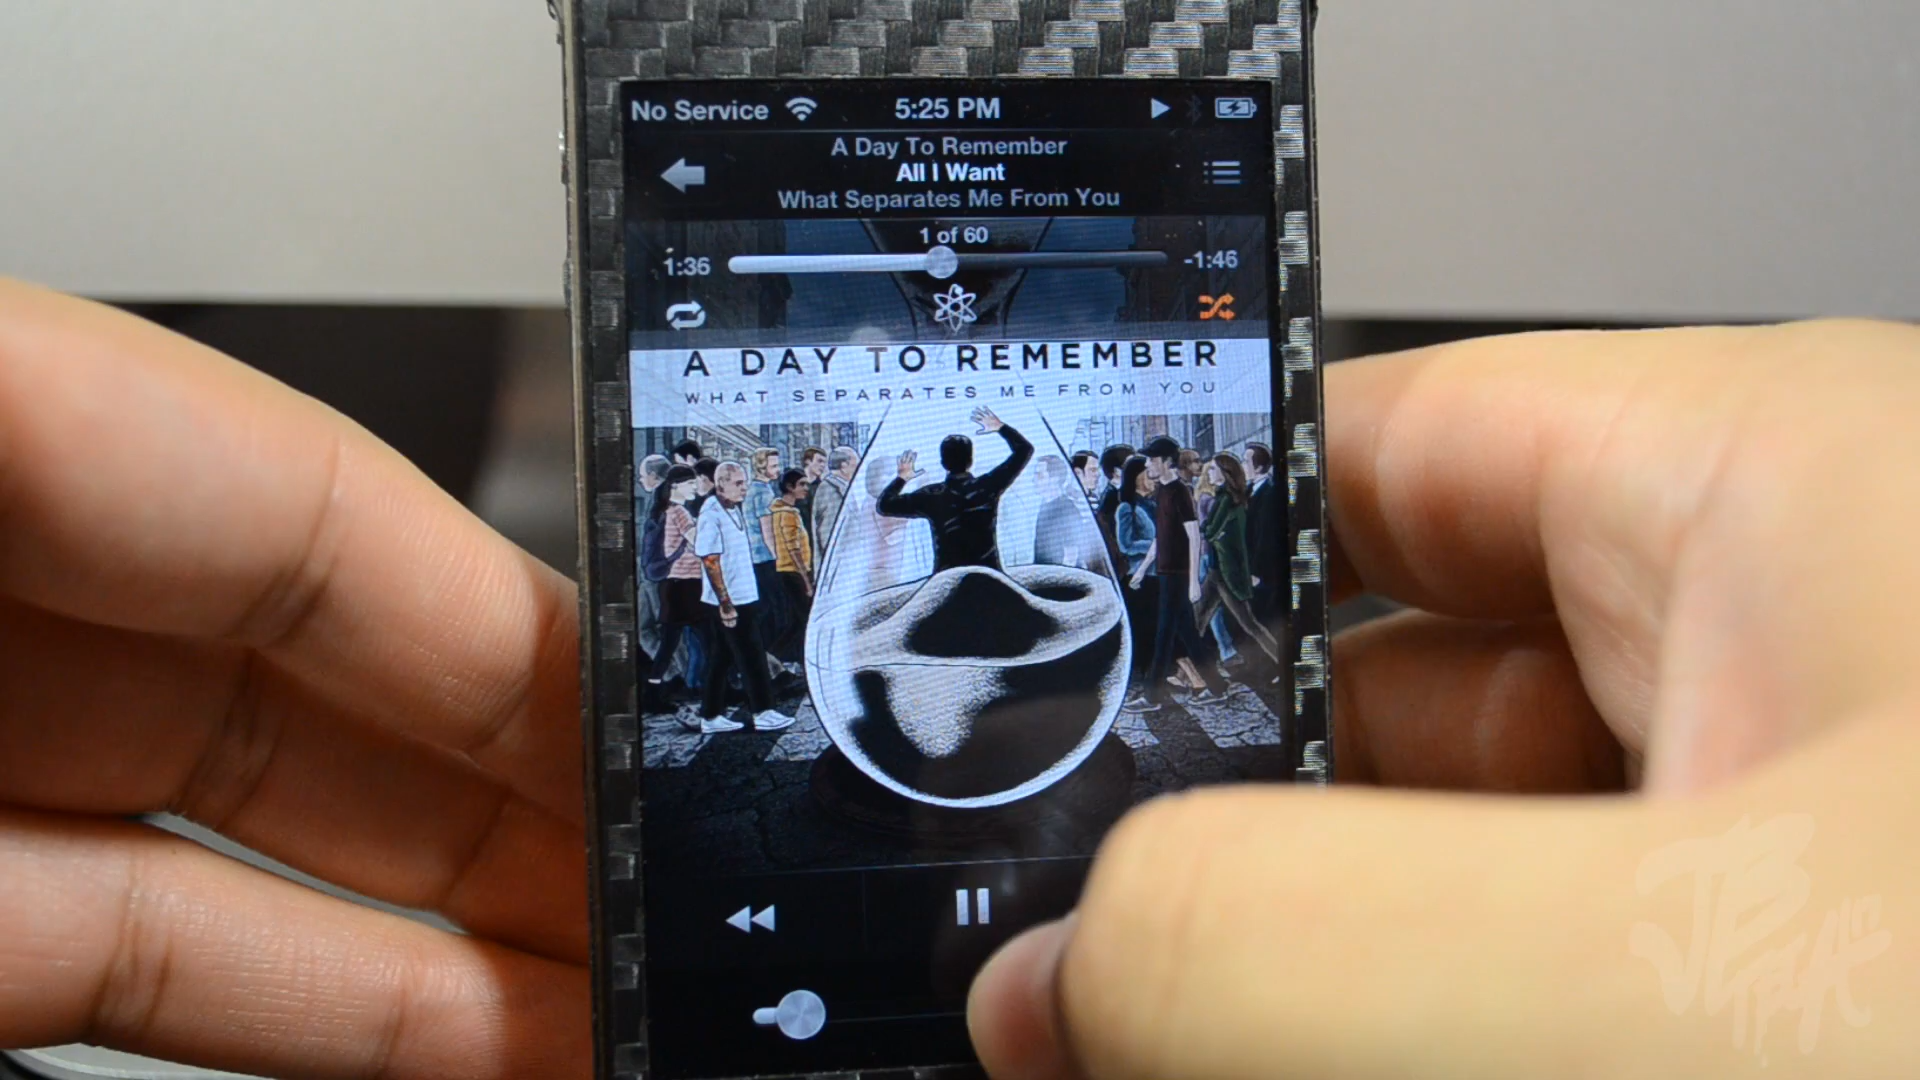 No Service 5:25 PM
A Day To Remember
All I Want
What Separates Me From You
1 of 60
1:36 -1:46
A DAY TO REMEMBER
WHAT SEPARATES ME FROM YOU